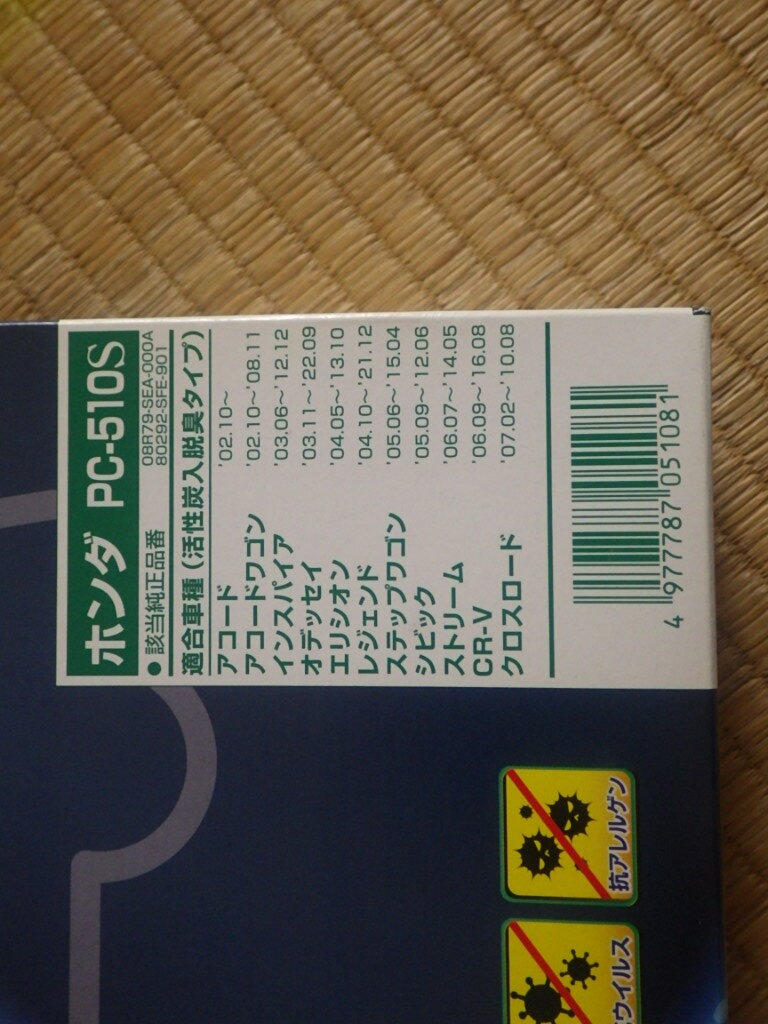 ホンダ PC-510S
●該当純正品番 08R79-SEA-000A
80292-SFE-901
適合車種（活性炭入脱臭タイプ）
アコード '02.10～
アコードワゴン '02.10～'08.11
インスパイア '03.06～'12.12
オデッセイ '03.11～'22.09
エリシオン '04.05～'13.10
レジェンド '04.10～'21.12
ステップワゴン '05.06～'15.04
シビック '05.09～'12.06
ストリーム '06.07～'14.05
CR-V '06.09～'16.08
クロスロード '07.02～'10.08
4 977787 051081
抗アレルゲン
ウイルス